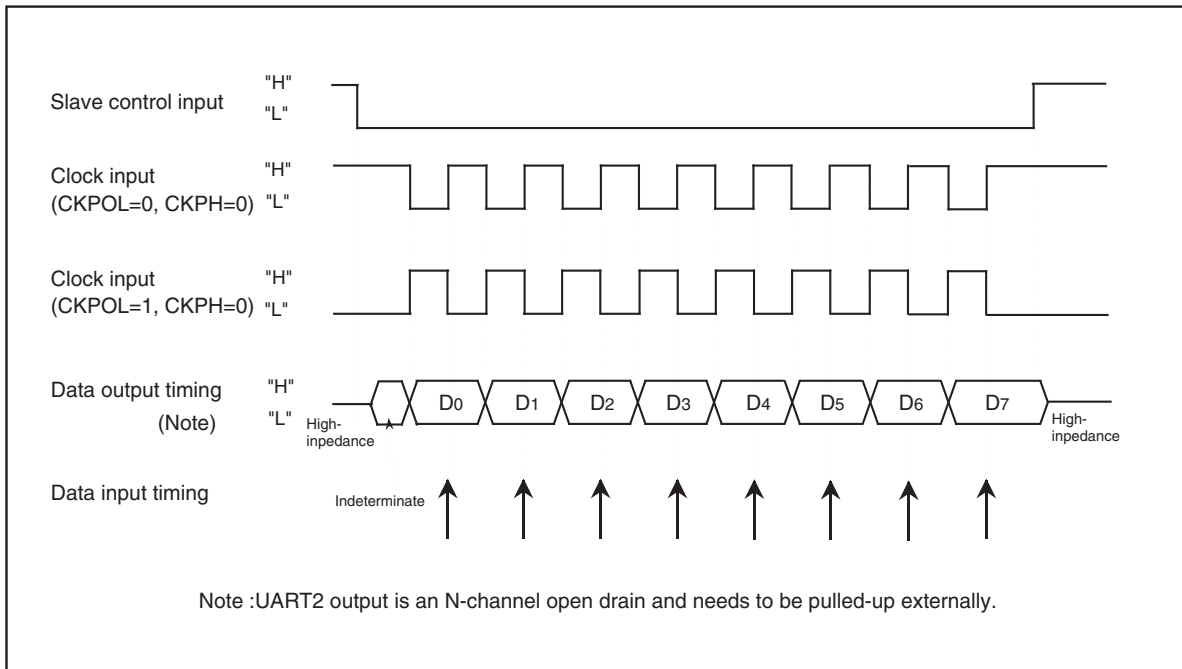 Slave control input "H"
"L"
Clock input "H"
(CKPOL=0, CKPH=0) "L"
Clock input "H"
(CKPOL=1, CKPH=0) "L"
Data output timing "H"
(Note) "L"
High-
inpedance
D0 D1 D2 D3 D4 D5 D6 D7
High-
inpedance
Data input timing
Indeterminate
Note :UART2 output is an N-channel open drain and needs to be pulled-up externally.